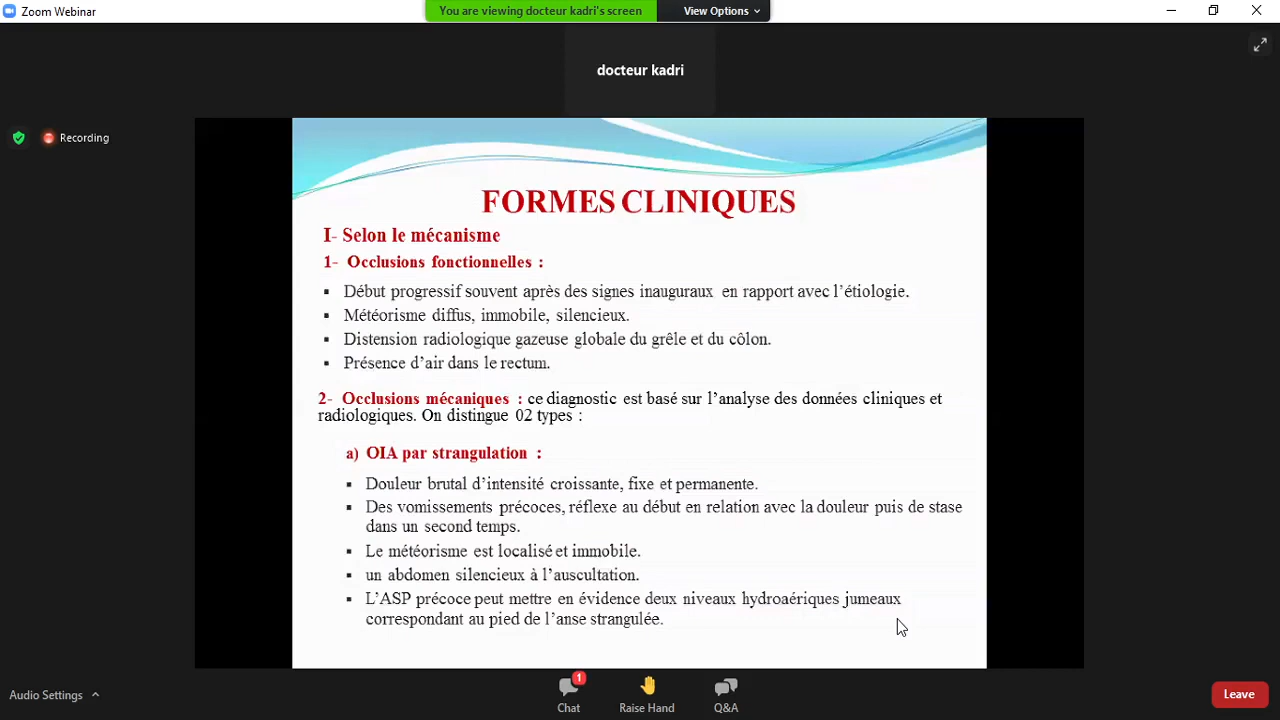 Zoom Webinar
You are viewing docteur kadri's screen
View Options
docteur kadri
Recording
FORMES CLINIQUES
I- Selon le mécanisme
1- Occlusions fonctionnelles :
▪ Début progressif souvent après des signes inauguraux en rapport avec l’étiologie.
▪ Météorisme diffus, immobile, silencieux.
▪ Distension radiologique gazeuse globale du grêle et du côlon.
▪ Présence d’air dans le rectum.
2- Occlusions mécaniques : ce diagnostic est basé sur l’analyse des données cliniques et
radiologiques. On distingue 02 types :
a) OIA par strangulation :
▪ Douleur brutal d’intensité croissante, fixe et permanente.
▪ Des vomissements précoces, réflexe au début en relation avec la douleur puis de stase
dans un second temps.
▪ Le météorisme est localisé et immobile.
▪ un abdomen silencieux à l’auscultation.
▪ L’ASP précoce peut mettre en évidence deux niveaux hydroaériques jumeaux
correspondant au pied de l’anse strangulée.
Audio Settings
1
Chat
Raise Hand
Q&A
Leave